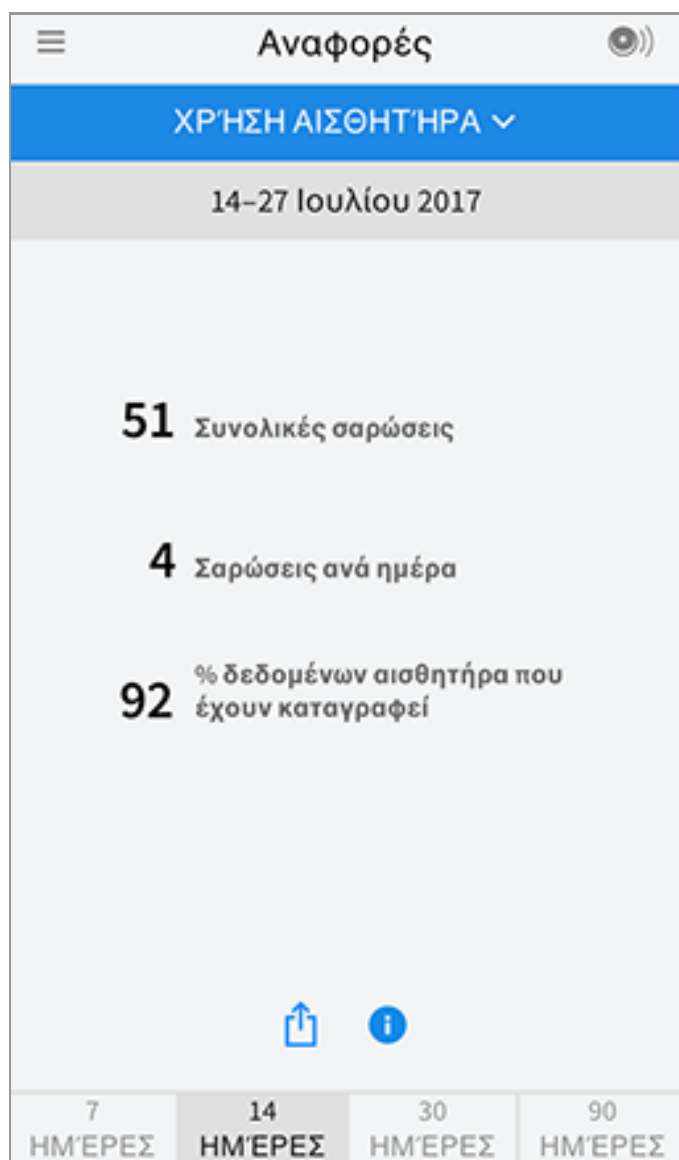 Αναφορές
ΧΡΉΣΗ ΑΙΣΘΗΤΉΡΑ
14–27 Ιουλίου 2017
51 Συνολικές σαρώσεις
4 Σαρώσεις ανά ημέρα
% δεδομένων αισθητήρα που
92 έχουν καταγραφεί
7 14 30 90
ΗΜΈΡΕΣ ΗΜΈΡΕΣ ΗΜΈΡΕΣ ΗΜΈΡΕΣ